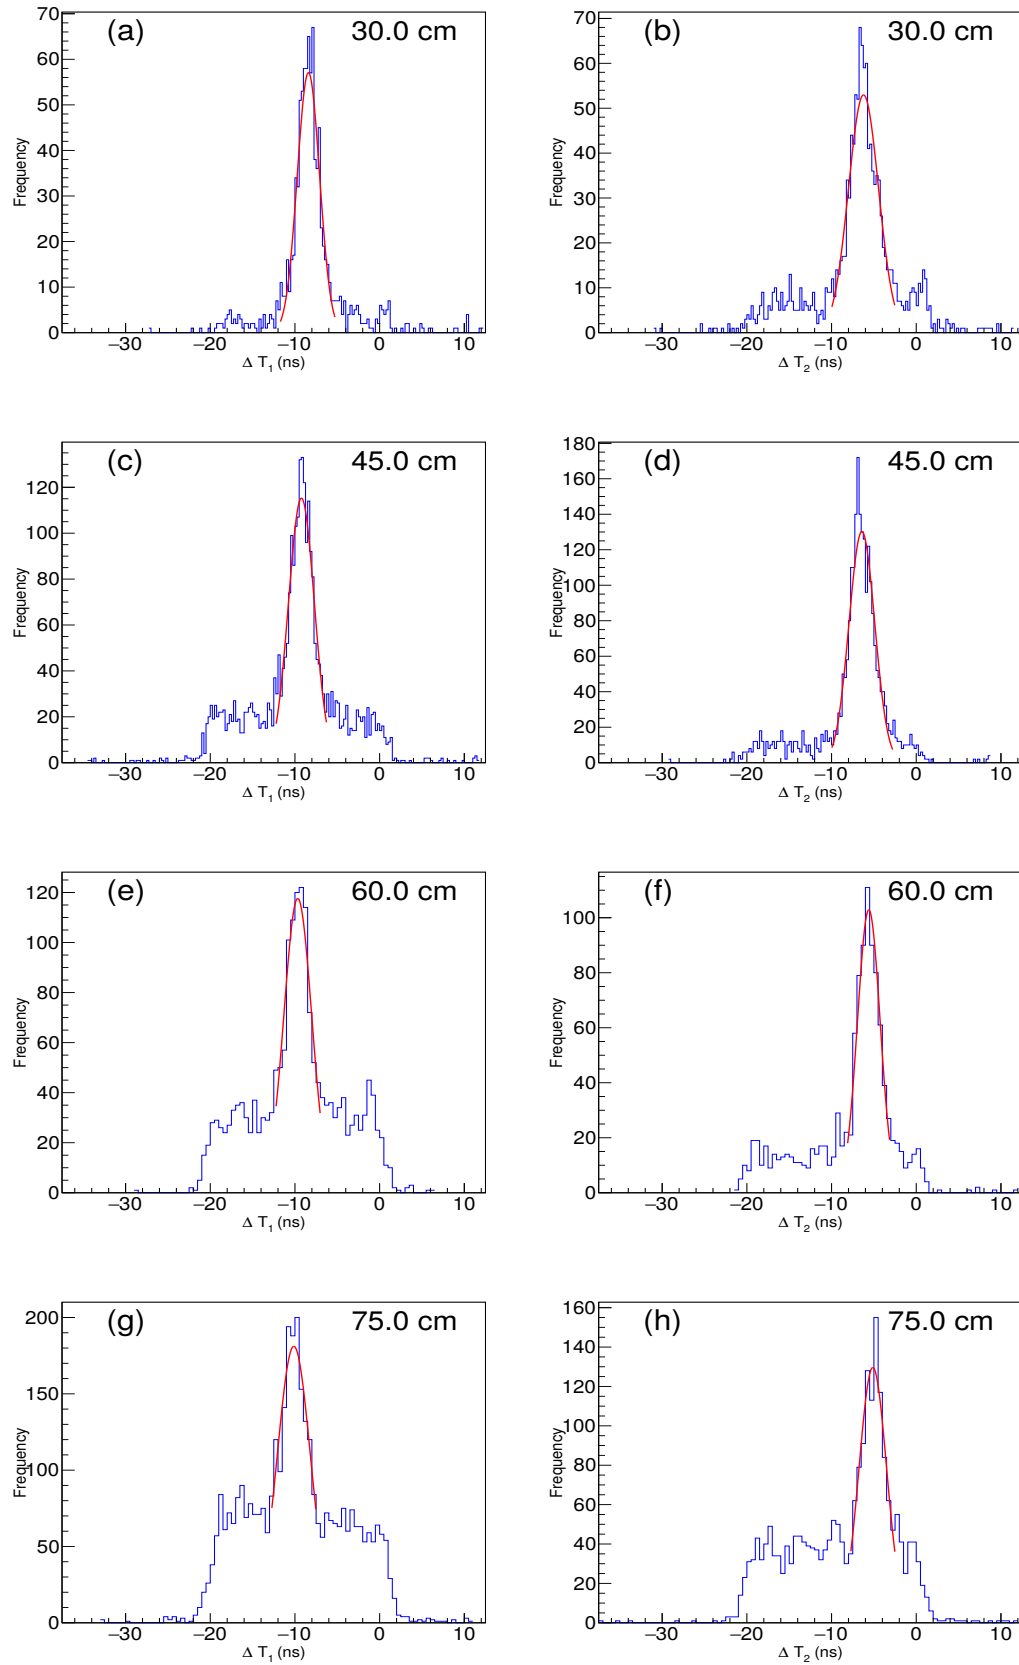 (a) 30.0 cm
70
60
50
40
30
20
10
0
Frequency
−30 −20 −10 0 10
Δ T1 (ns)
(b) 30.0 cm
70
60
50
40
30
20
10
0
Frequency
−30 −20 −10 0 10
Δ T2 (ns)
(c) 45.0 cm
120
100
80
60
40
20
0
Frequency
−30 −20 −10 0 10
Δ T1 (ns)
(d) 45.0 cm
180
160
140
120
100
80
60
40
20
0
Frequency
−30 −20 −10 0 10
Δ T2 (ns)
(e) 60.0 cm
120
100
80
60
40
20
0
Frequency
−30 −20 −10 0 10
Δ T1 (ns)
(f) 60.0 cm
100
80
60
40
20
0
Frequency
−30 −20 −10 0 10
Δ T2 (ns)
(g) 75.0 cm
200
150
100
50
0
Frequency
−30 −20 −10 0 10
Δ T1 (ns)
(h) 75.0 cm
160
140
120
100
80
60
40
20
0
Frequency
−30 −20 −10 0 10
Δ T2 (ns)